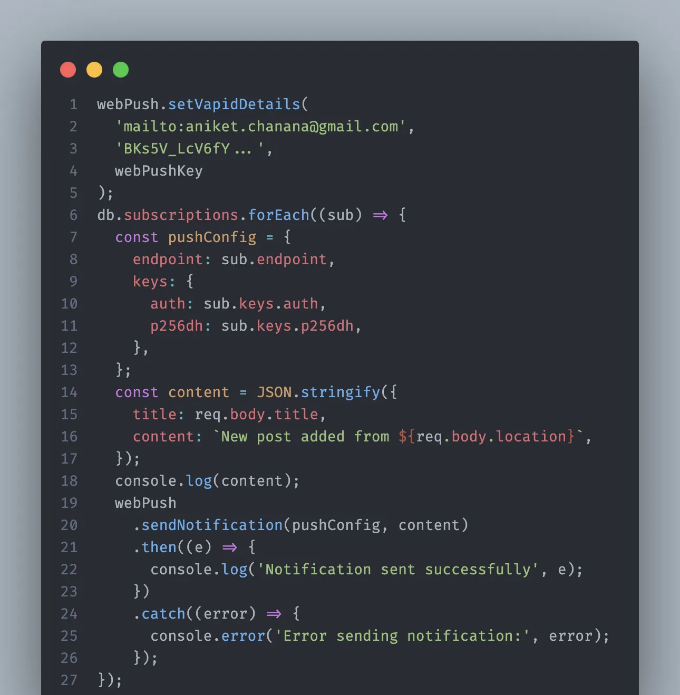 1 webPush.setVapidDetails(
2 'mailto:aniket.chanana@gmail.com',
3 'BKs5V_LcV6fY...',
4 webPushKey
5 );
6 db.subscriptions.forEach((sub) => {
7 const pushConfig = {
8 endpoint: sub.endpoint,
9 keys: {
10 auth: sub.keys.auth,
11 p256dh: sub.keys.p256dh,
12 },
13 };
14 const content = JSON.stringify({
15 title: req.body.title,
16 content: `New post added from ${req.body.location}`,
17 });
18 console.log(content);
19 webPush
20 .sendNotification(pushConfig, content)
21 .then((e) => {
22 console.log('Notification sent successfully', e);
23 })
24 .catch((error) => {
25 console.error('Error sending notification:', error);
26 });
27 });